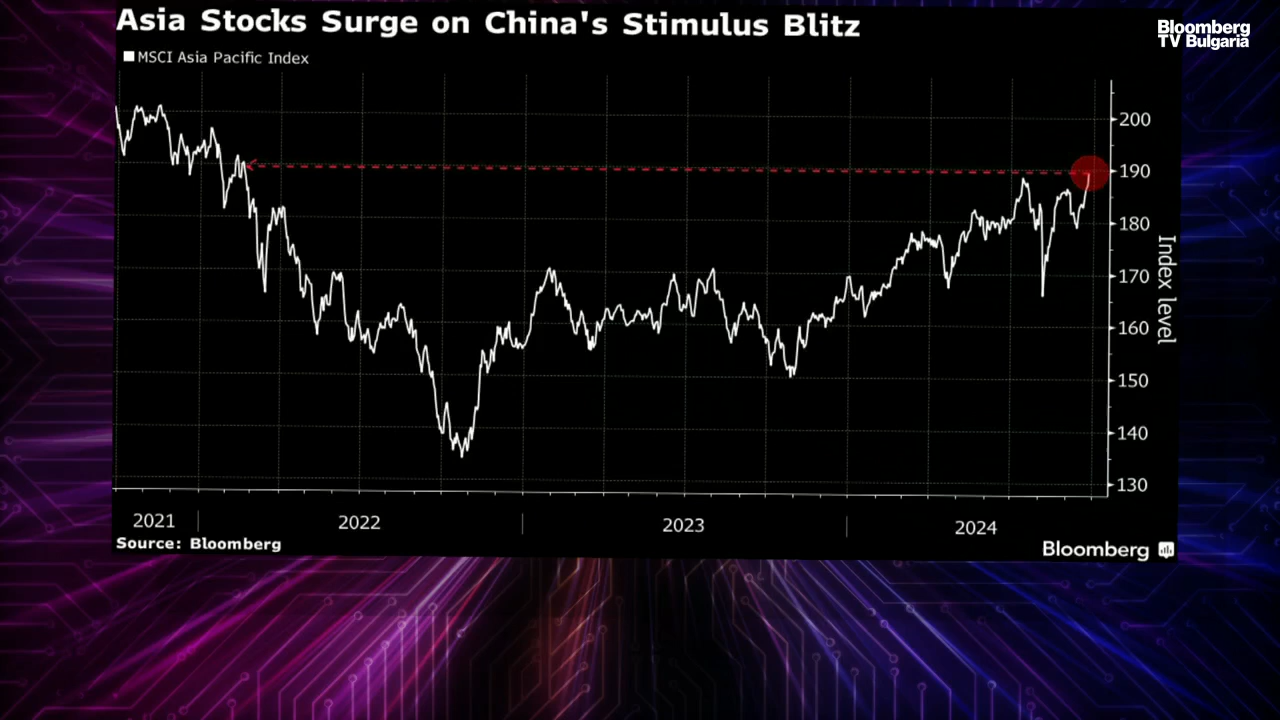 Asia Stocks Surge on China's Stimulus Blitz
Bloomberg
TV Bulgaria
MSCI Asia Pacific Index
200
190
180
170
160
150
140
130
Index level
2021
2022
2023
2024
Source: Bloomberg
Bloomberg